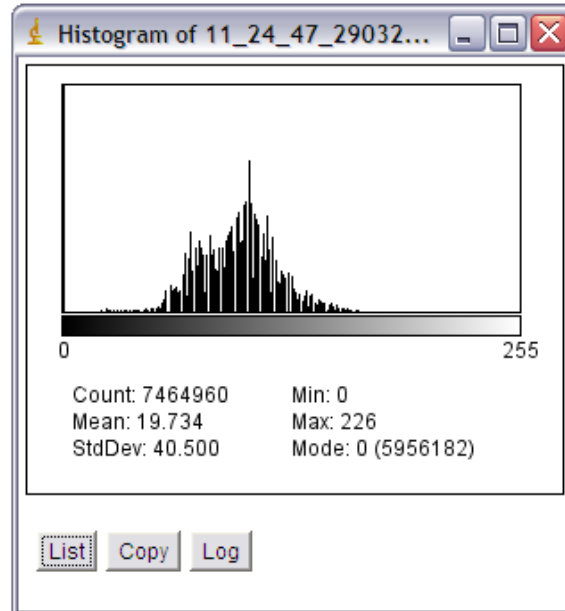 Histogram of 11_24_47_29032...
0 255
Count: 7464960 Min: 0
Mean: 19.734 Max: 226
StdDev: 40.500 Mode: 0 (5956182)
List Copy Log